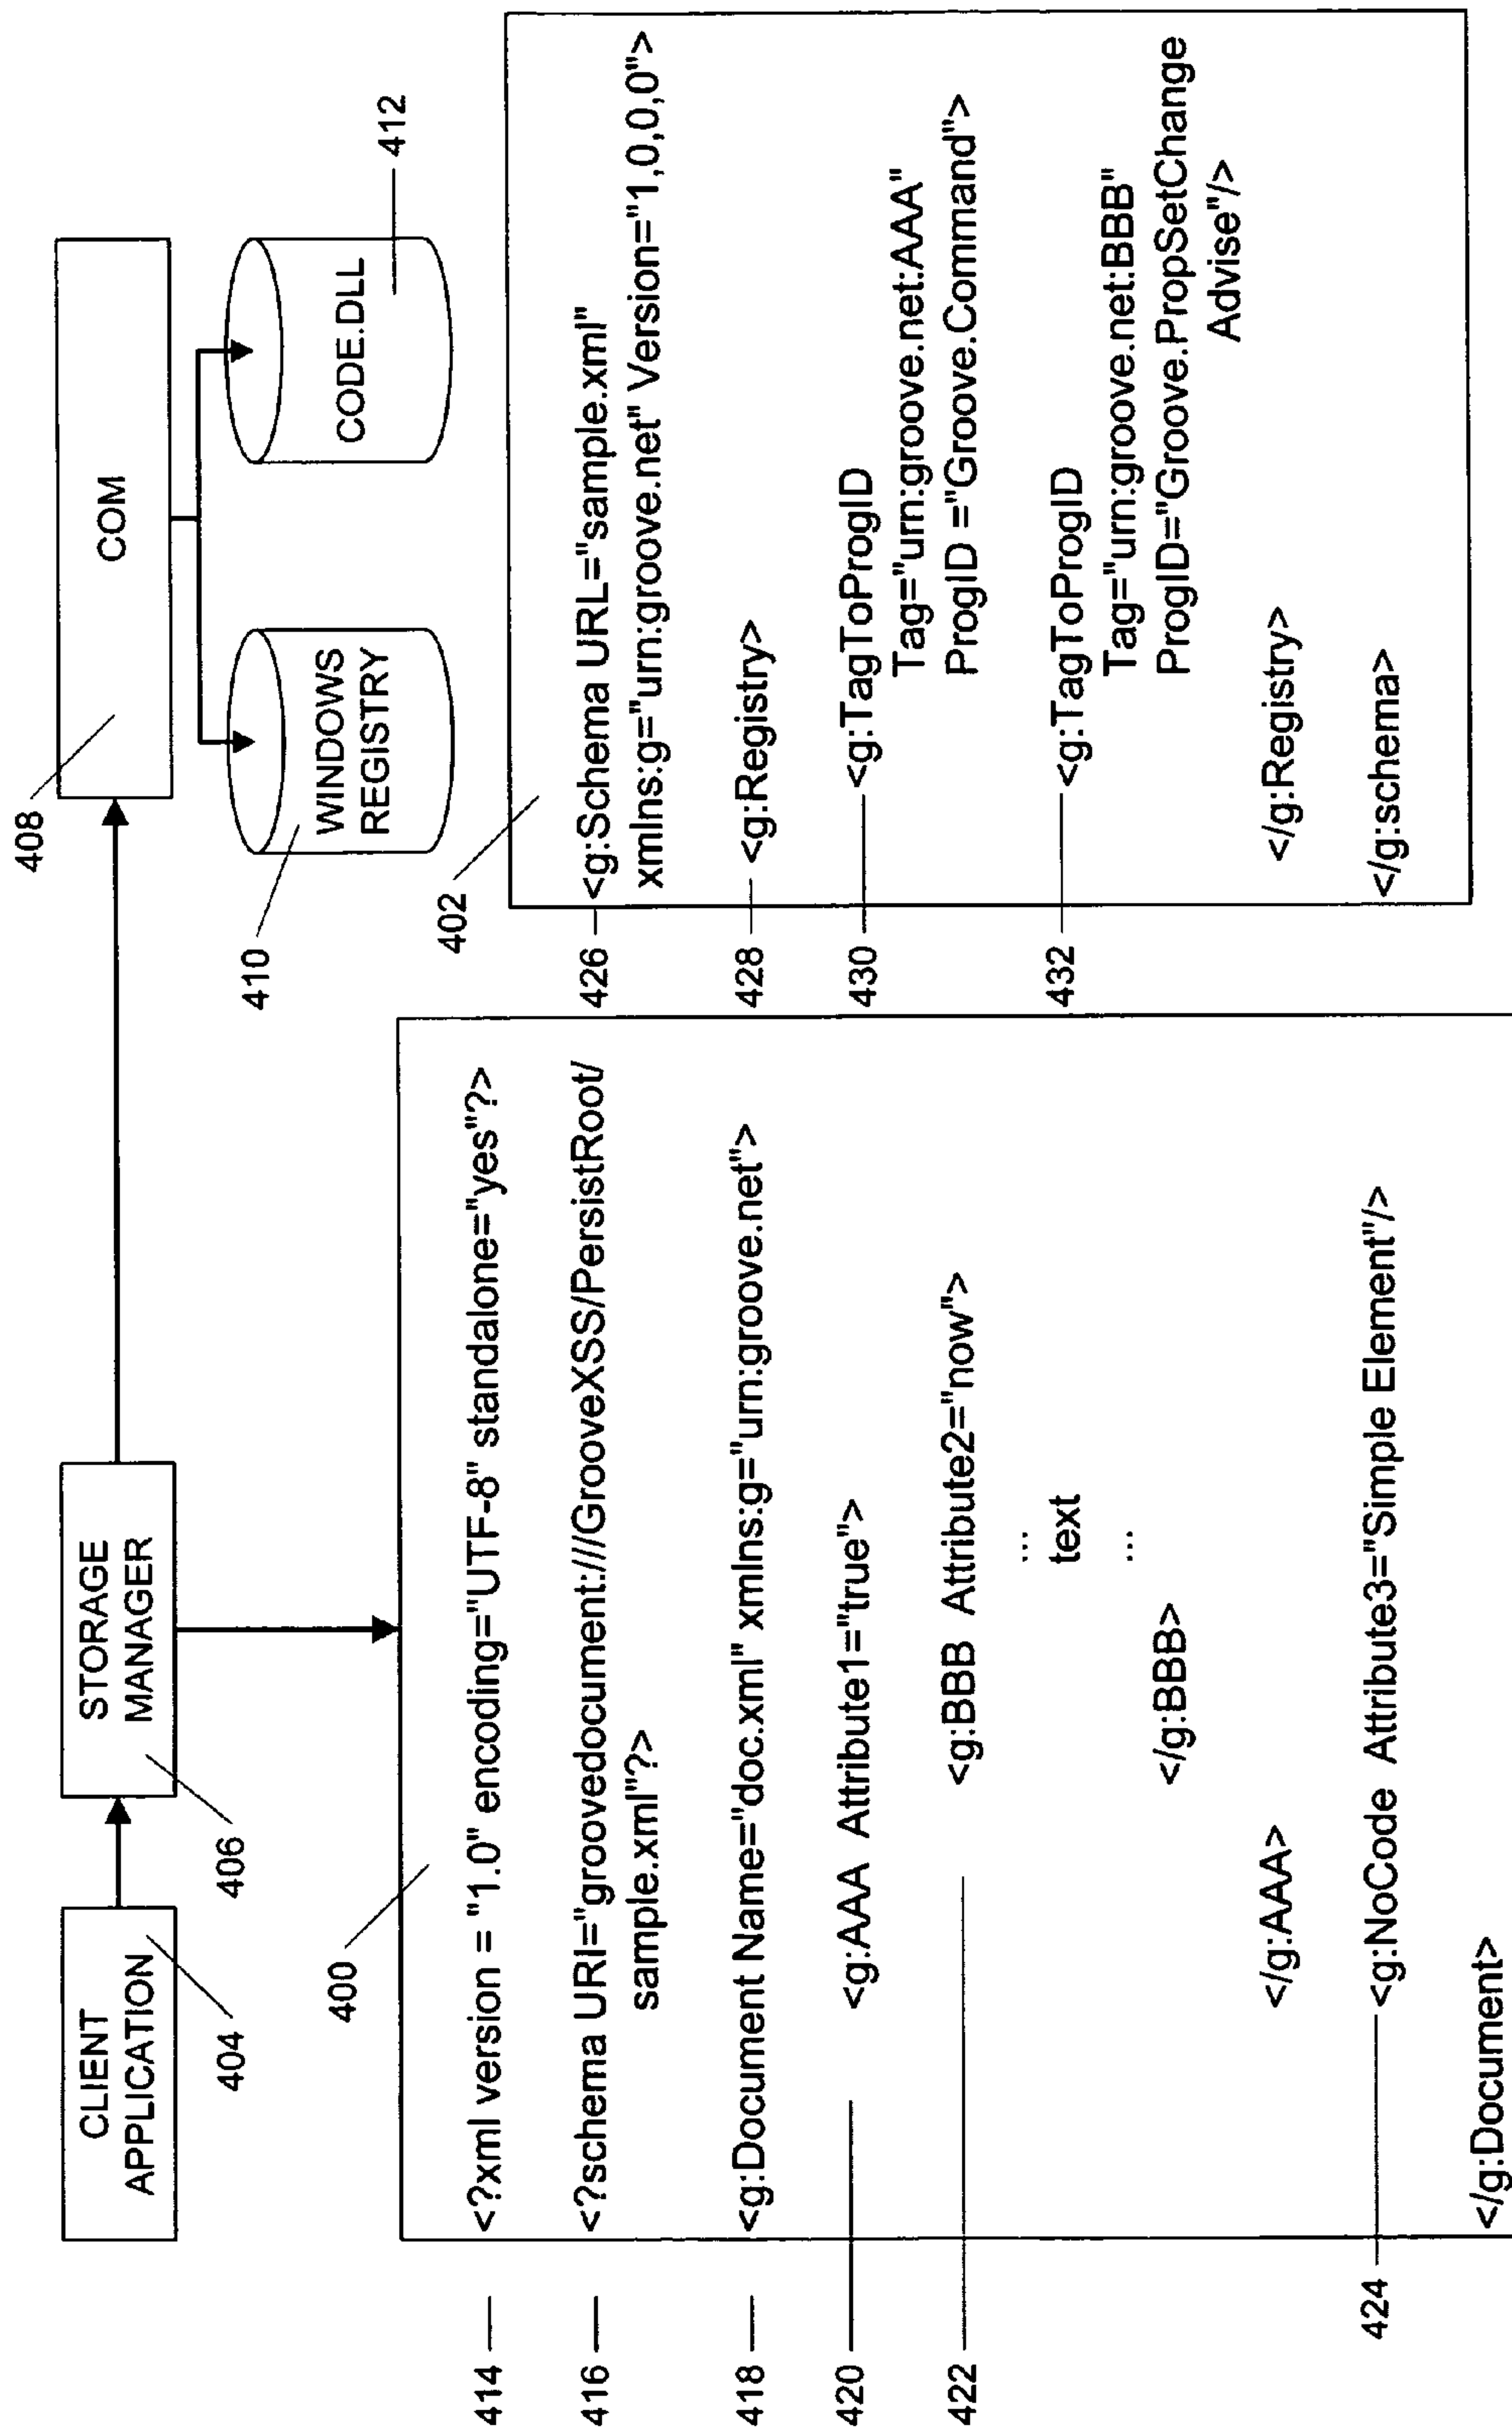 CLIENT
APPLICATION
404
STORAGE
MANAGER
406
COM
408
WINDOWS
REGISTRY
410
CODE.DLL
412
400
414
<?xml version = "1.0" encoding="UTF-8" standalone="yes"?>
416
<?schema URI="groovedocument:///GrooveXSS/PersistRoot/
sample.xml"?>
418
<g:Document Name="doc.xml" xmlns:g="urn:groove.net">
420
<g:AAA Attribute1="true">
422
<g:BBB Attribute2="now">
...
text
...
</g:BBB>
</g:AAA>
424
<g:NoCode Attribute3="Simple Element"/>
</g:Document>
402
426
<g:Schema URL="sample.xml"
xmlns:g="urn:groove.net" Version="1,0,0,0">
428
<g:Registry>
430
<g:TagToProgID
Tag="urn:groove.net:AAA"
ProgID ="Groove.Command">
432
<g:TagToProgID
Tag="urn:groove.net:BBB"
ProgID="Groove.PropSetChange
Advise"/>
</g:Registry>
</g:schema>